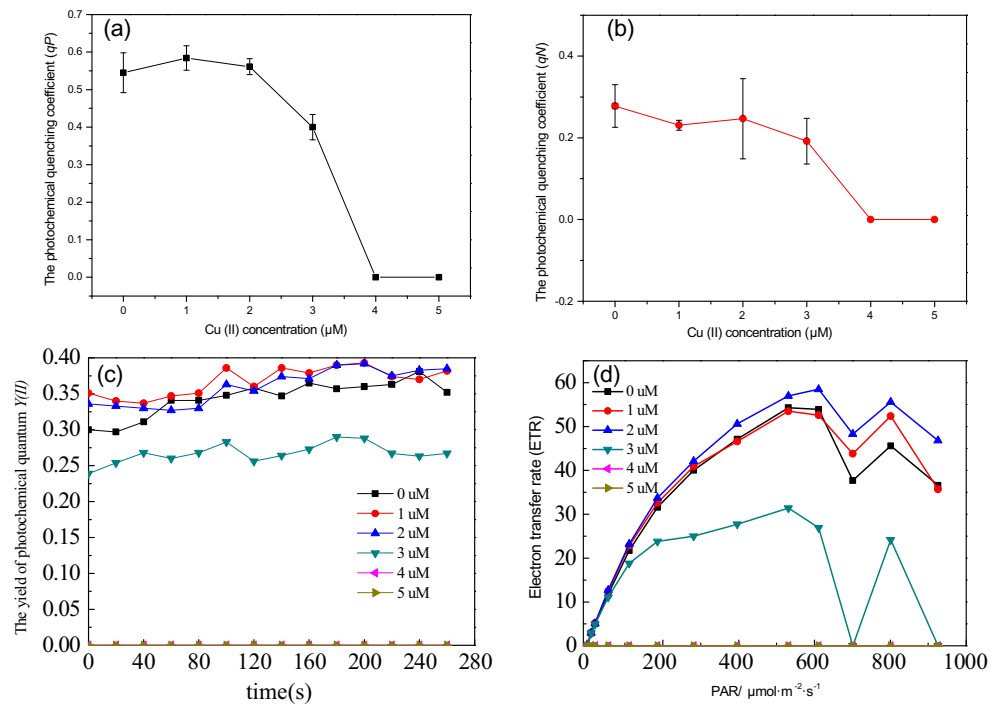 (a)
The photochemical quenching coefficient (qP)
0.7
0.6
0.5
0.4
0.3
0.2
0.1
0.0
0 1 2 3 4 5
Cu (II) concentration (μM)
(b)
The photochemical quenching coefficient (qN)
0.4
0.2
0.0
-0.2
0 1 2 3 4 5
Cu (II) concentration (μM)
(c)
The yield of photochemical quantum Y(II)
0.40
0.35
0.30
0.25
0.20
0.15
0.10
0.05
0.00
0 uM
1 uM
2 uM
3 uM
4 uM
5 uM
0 40 80 120 160 200 240 280
time(s)
(d)
Electron transfer rate (ETR)
60
50
40
30
20
10
0
0 uM
1 uM
2 uM
3 uM
4 uM
5 uM
0 200 400 600 800 1000
PAR/ μmol·m⁻²·s⁻¹